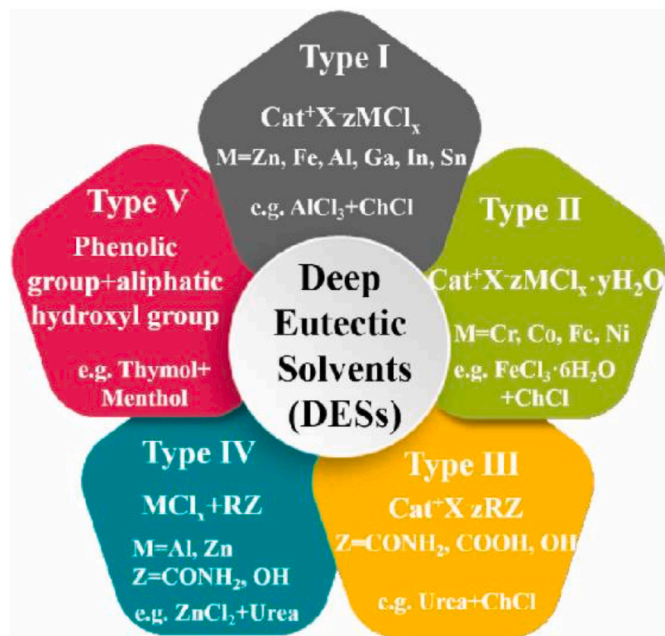 Type I
Cat⁺X⁻zMClₓ
M=Zn, Fe, Al, Ga, In, Sn
e.g. AlCl₃+ChCl
Type II
Cat⁺X⁻zMClₓ·yH₂O
M=Cr, Co, Fe, Ni
e.g. FeCl₃·6H₂O
+ChCl
Type III
Cat⁺X⁻zRZ
Z=CONH₂, COOH, OH
e.g. Urea+ChCl
Type IV
MClₓ+RZ
M=Al, Zn
Z=CONH₂, OH
e.g. ZnCl₂+Urea
Type V
Phenolic
group+aliphatic
hydroxyl group
e.g. Thymol+
Menthol
Deep
Eutectic
Solvents
(DESs)